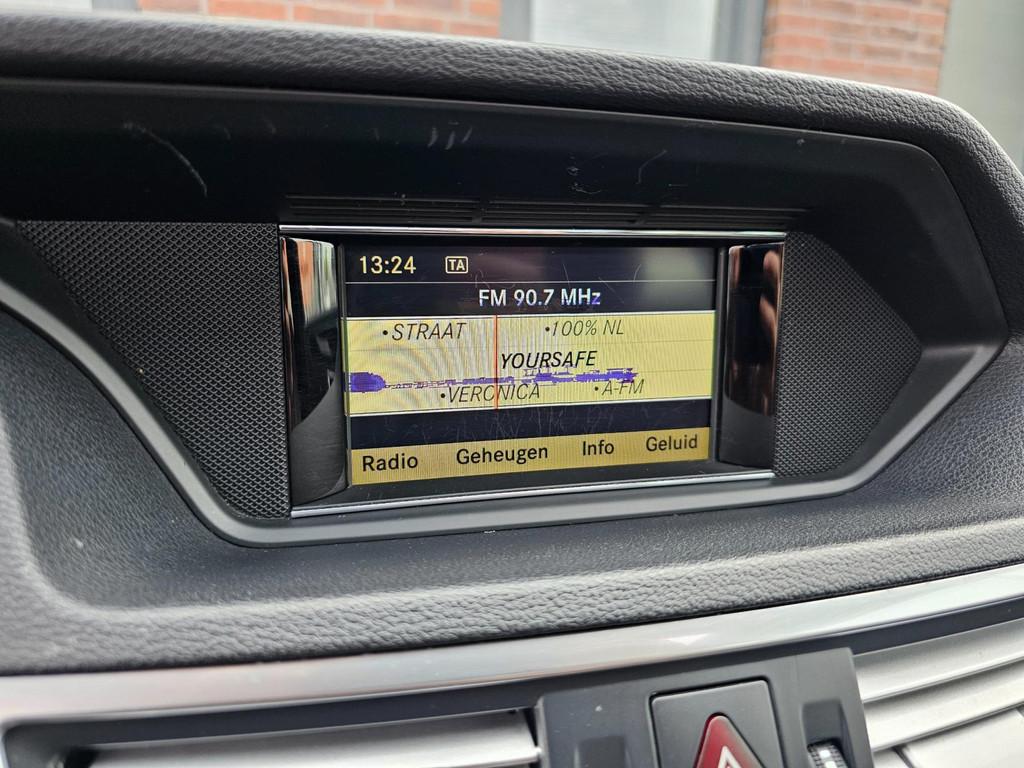 13:24 TA
FM 90.7 MHz
•STRAAT •100% NL
YOURSAFE
•VERONICA •A-FM
Radio Geheugen Info Geluid